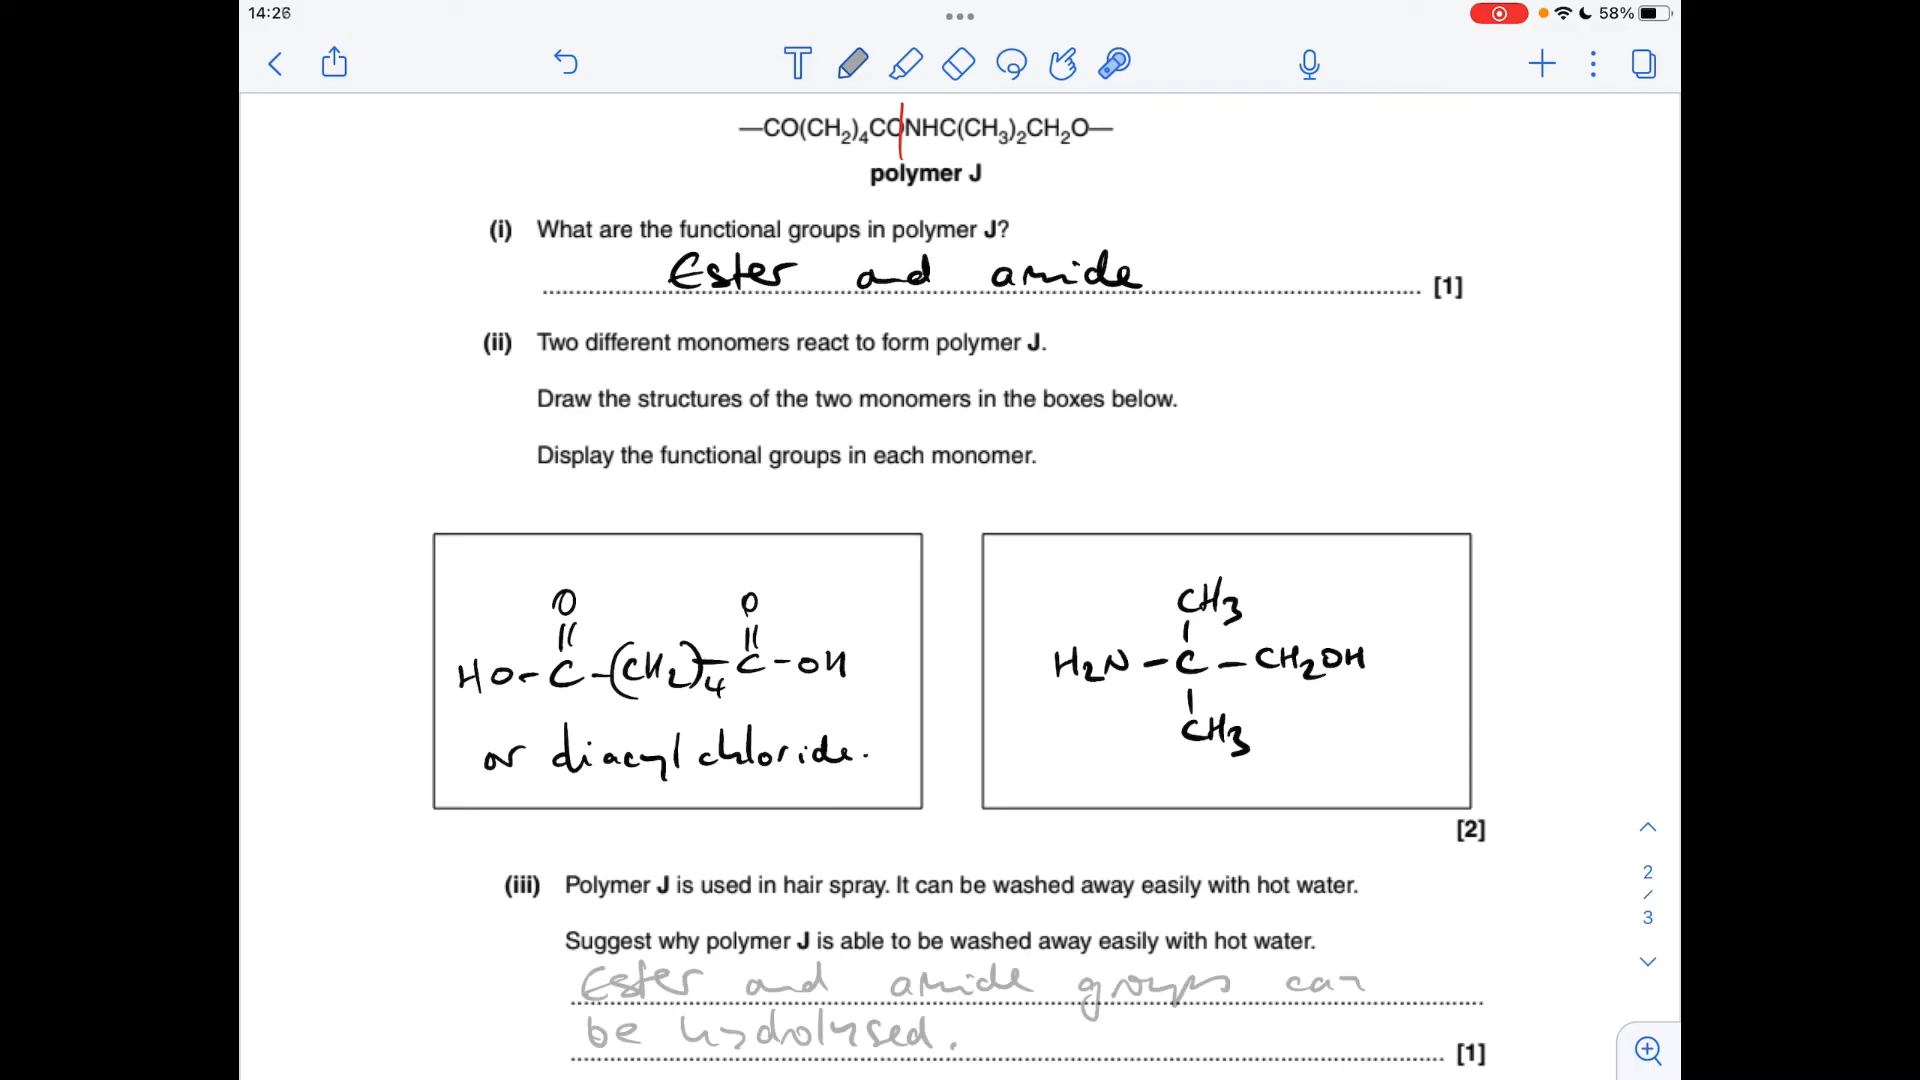 14:26
58%
—CO(CH₂)₄CONHC(CH₃)₂CH₂O—
polymer J
(i) What are the functional groups in polymer J?
Ester and amide
[1]
(ii) Two different monomers react to form polymer J.
Draw the structures of the two monomers in the boxes below.
Display the functional groups in each monomer.
O O
HO-C-(CH₂)₄-C-OH
or diacyl chloride.
CH₃
H₂N-C-CH₂OH
CH₃
[2]
(iii) Polymer J is used in hair spray. It can be washed away easily with hot water.
Suggest why polymer J is able to be washed away easily with hot water.
Ester and amide groups can
be hydrolysed.
[1]
2
/
3